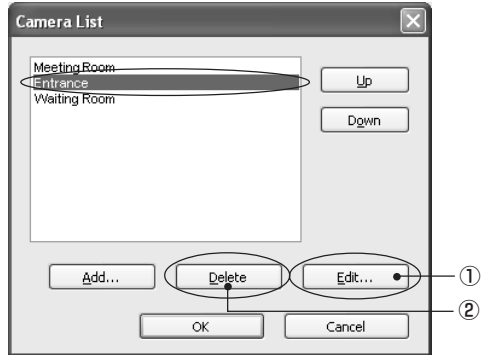 Camera List
Meeting Room
Entrance
Waiting Room
Up
Down
Add...
Delete
Edit...
①
②
OK
Cancel